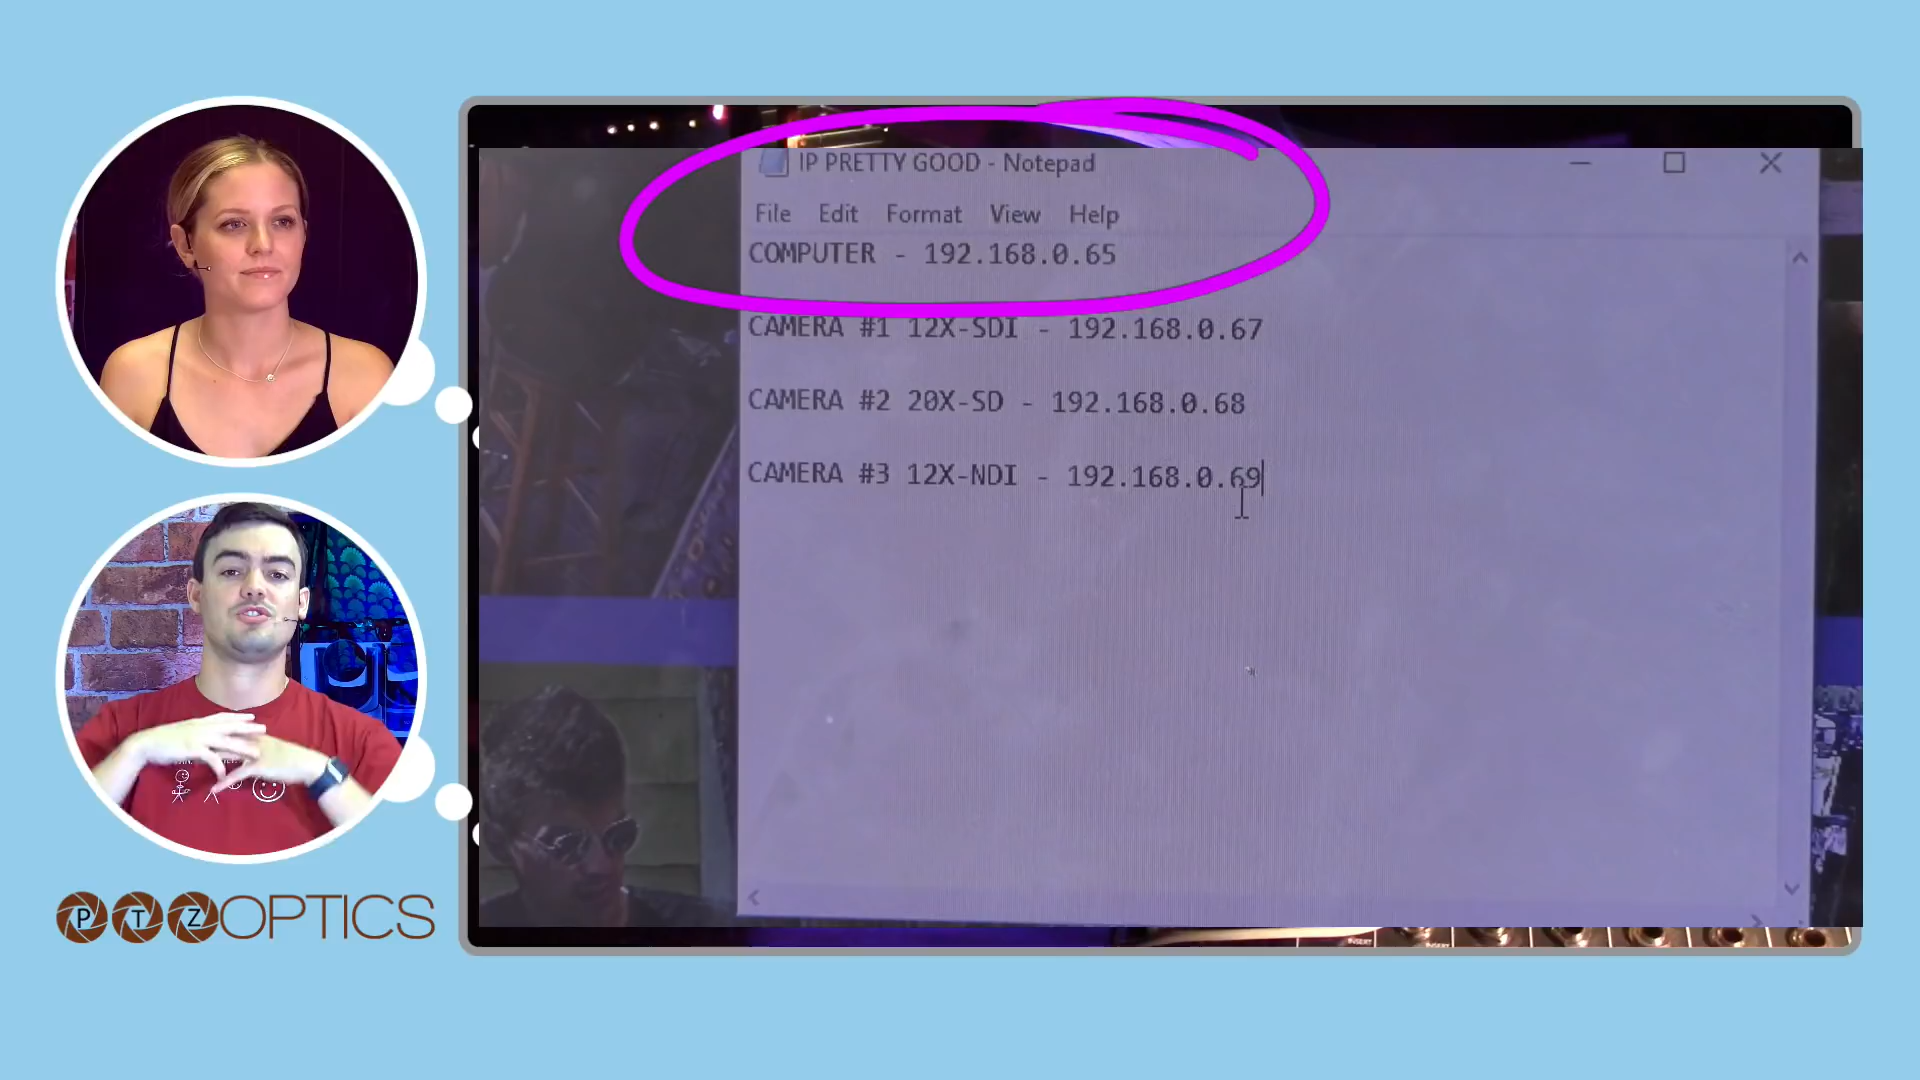 IP PRETTY GOOD - Notepad
File Edit Format View Help
COMPUTER - 192.168.0.65
CAMERA #1 12X-SDI - 192.168.0.67
CAMERA #2 20X-SD - 192.168.0.68
CAMERA #3 12X-NDI - 192.168.0.69
PTZOPTICS
INSERT
INSERT